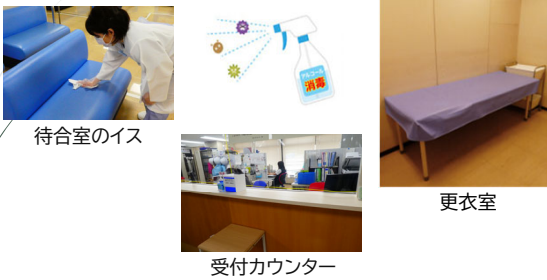 アルコール
消毒
待合室のイス
更衣室
受付カウンター